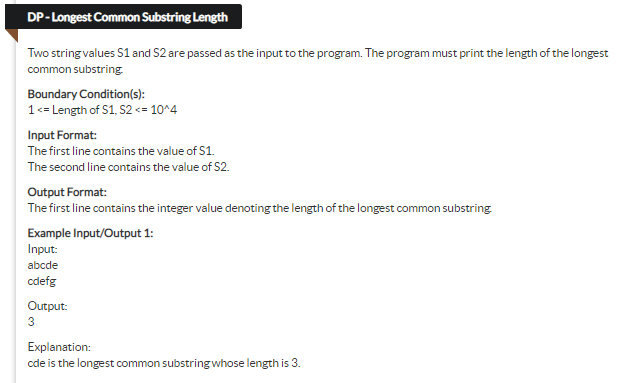 DP - Longest Common Substring Length
Two string values S1 and S2 are passed as the input to the program. The program must print the length of the longest
common substring.
Boundary Condition(s):
1 <= Length of S1, S2 <= 10^4
Input Format:
The first line contains the value of S1.
The second line contains the value of S2.
Output Format:
The first line contains the integer value denoting the length of the longest common substring.
Example Input/Output 1:
Input:
abcde
cdefg
Output:
3
Explanation:
cde is the longest common substring whose length is 3.